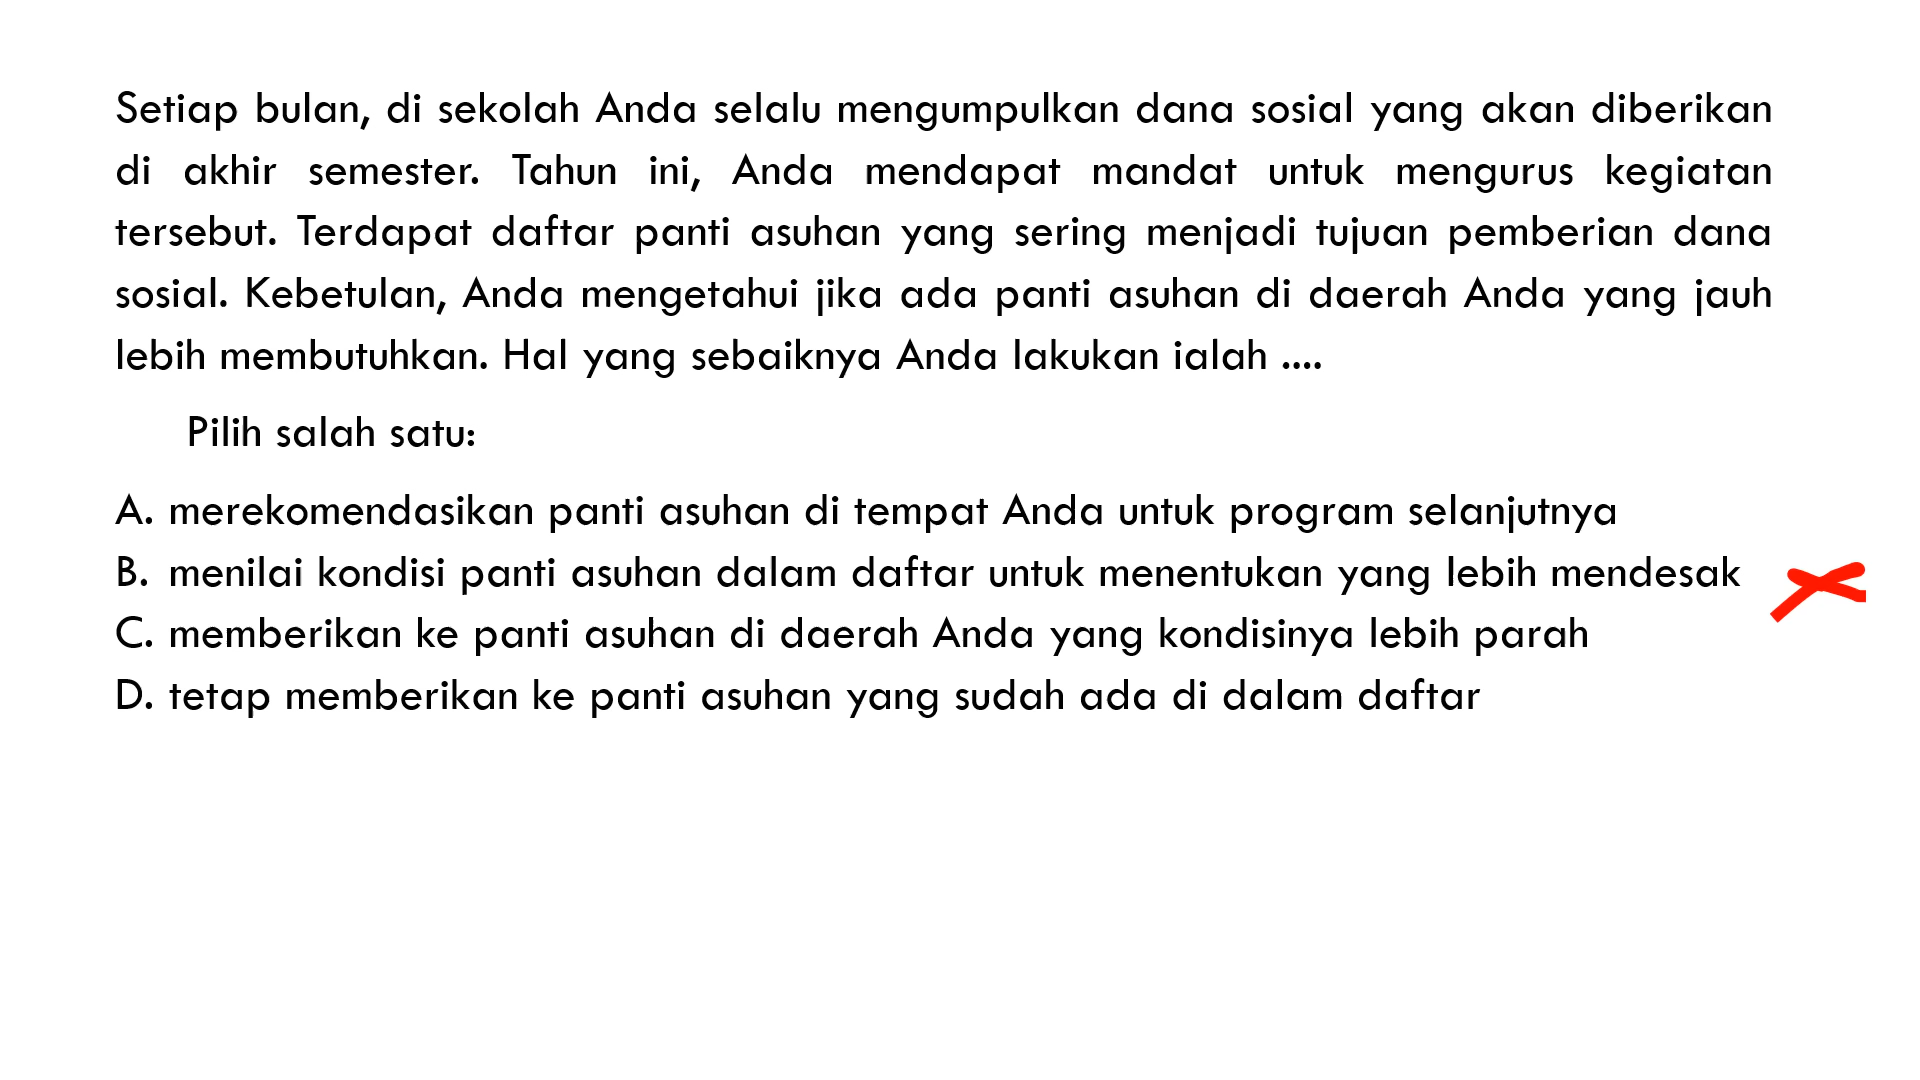 Setiap bulan, di sekolah Anda selalu mengumpulkan dana sosial yang akan diberikan
di akhir semester. Tahun ini, Anda mendapat mandat untuk mengurus kegiatan
tersebut. Terdapat daftar panti asuhan yang sering menjadi tujuan pemberian dana
sosial. Kebetulan, Anda mengetahui jika ada panti asuhan di daerah Anda yang jauh
lebih membutuhkan. Hal yang sebaiknya Anda lakukan ialah ....
Pilih salah satu:
A. merekomendasikan panti asuhan di tempat Anda untuk program selanjutnya
B. menilai kondisi panti asuhan dalam daftar untuk menentukan yang lebih mendesak
C. memberikan ke panti asuhan di daerah Anda yang kondisinya lebih parah
D. tetap memberikan ke panti asuhan yang sudah ada di dalam daftar